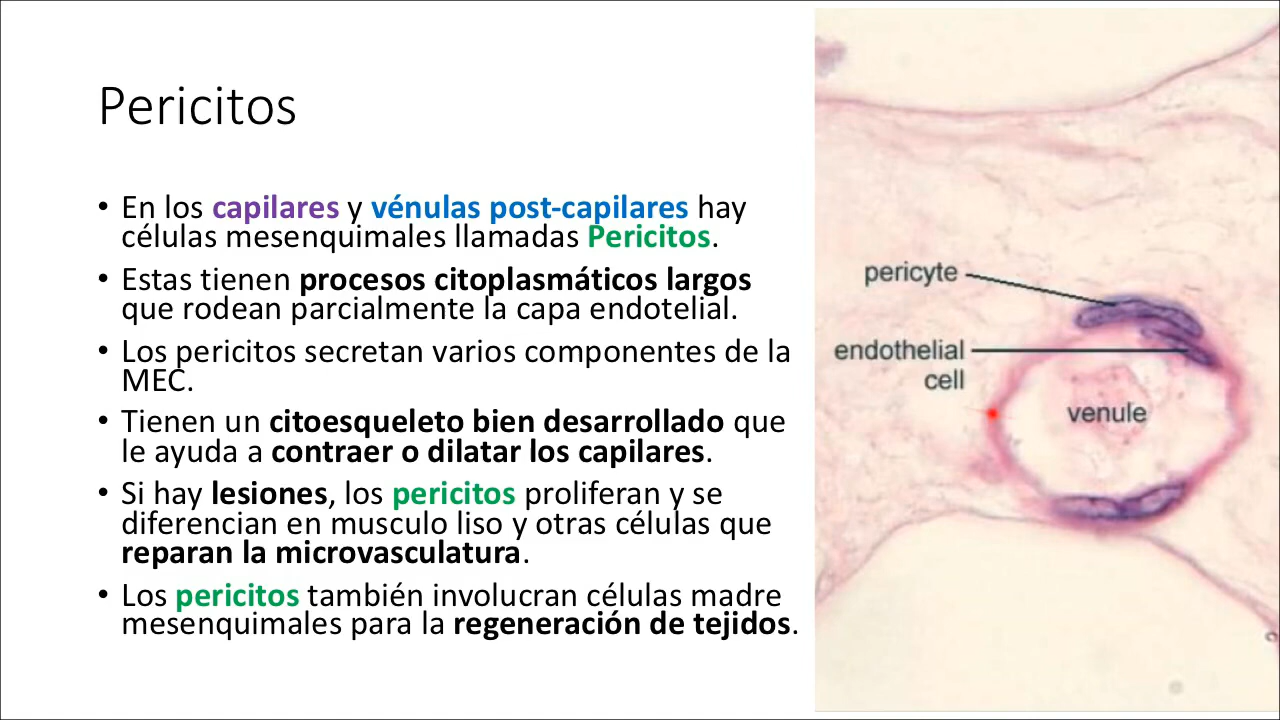 Pericitos
• En los capilares y vénulas post-capilares hay
células mesenquimales llamadas Pericitos.
• Estas tienen procesos citoplasmáticos largos
que rodean parcialmente la capa endotelial.
• Los pericitos secretan varios componentes de la
MEC.
• Tienen un citoesqueleto bien desarrollado que
le ayuda a contraer o dilatar los capilares.
• Si hay lesiones, los pericitos proliferan y se
diferencian en musculo liso y otras células que
reparan la microvasculatura.
• Los pericitos también involucran células madre
mesenquimales para la regeneración de tejidos.
pericyte
endothelial
cell
venule